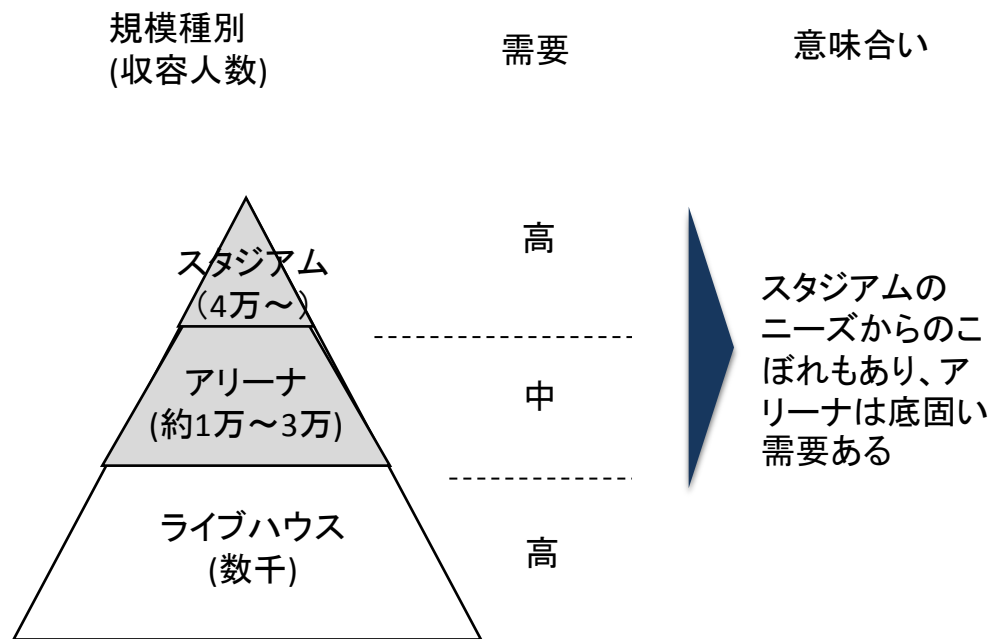 規模種別
(収容人数)
需要
意味合い
スタジアム
（4万～）
高
アリーナ
(約1万～3万)
中
ライブハウス
(数千)
高
スタジアムの
ニーズからのこ
ぼれもあり、ア
リーナは底固い
需要ある